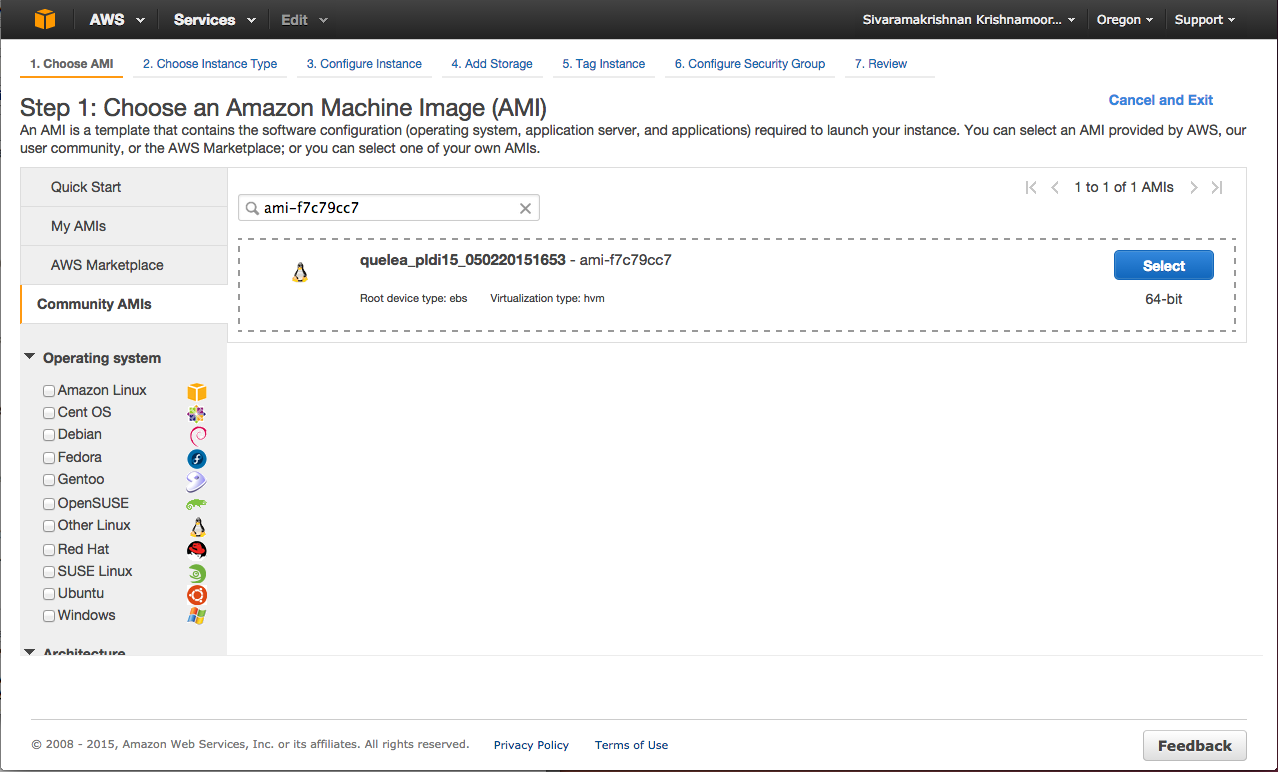 AWS Services Edit Sivaramakrishnan Krishnamoor... Oregon Support
1. Choose AMI 2. Choose Instance Type 3. Configure Instance 4. Add Storage 5. Tag Instance 6. Configure Security Group 7. Review
Step 1: Choose an Amazon Machine Image (AMI)
Cancel and Exit
An AMI is a template that contains the software configuration (operating system, application server, and applications) required to launch your instance. You can select an AMI provided by AWS, our
user community, or the AWS Marketplace; or you can select one of your own AMIs.
Quick Start
My AMIs
AWS Marketplace
Community AMIs
Operating system
Amazon Linux
Cent OS
Debian
Fedora
Gentoo
OpenSUSE
Other Linux
Red Hat
SUSE Linux
Ubuntu
Windows
Architecture
1 to 1 of 1 AMIs
ami-f7c79cc7
quelea_pldi15_050220151653 - ami-f7c79cc7
Root device type: ebs Virtualization type: hvm
Select
64-bit
© 2008 - 2015, Amazon Web Services, Inc. or its affiliates. All rights reserved. Privacy Policy Terms of Use
Feedback